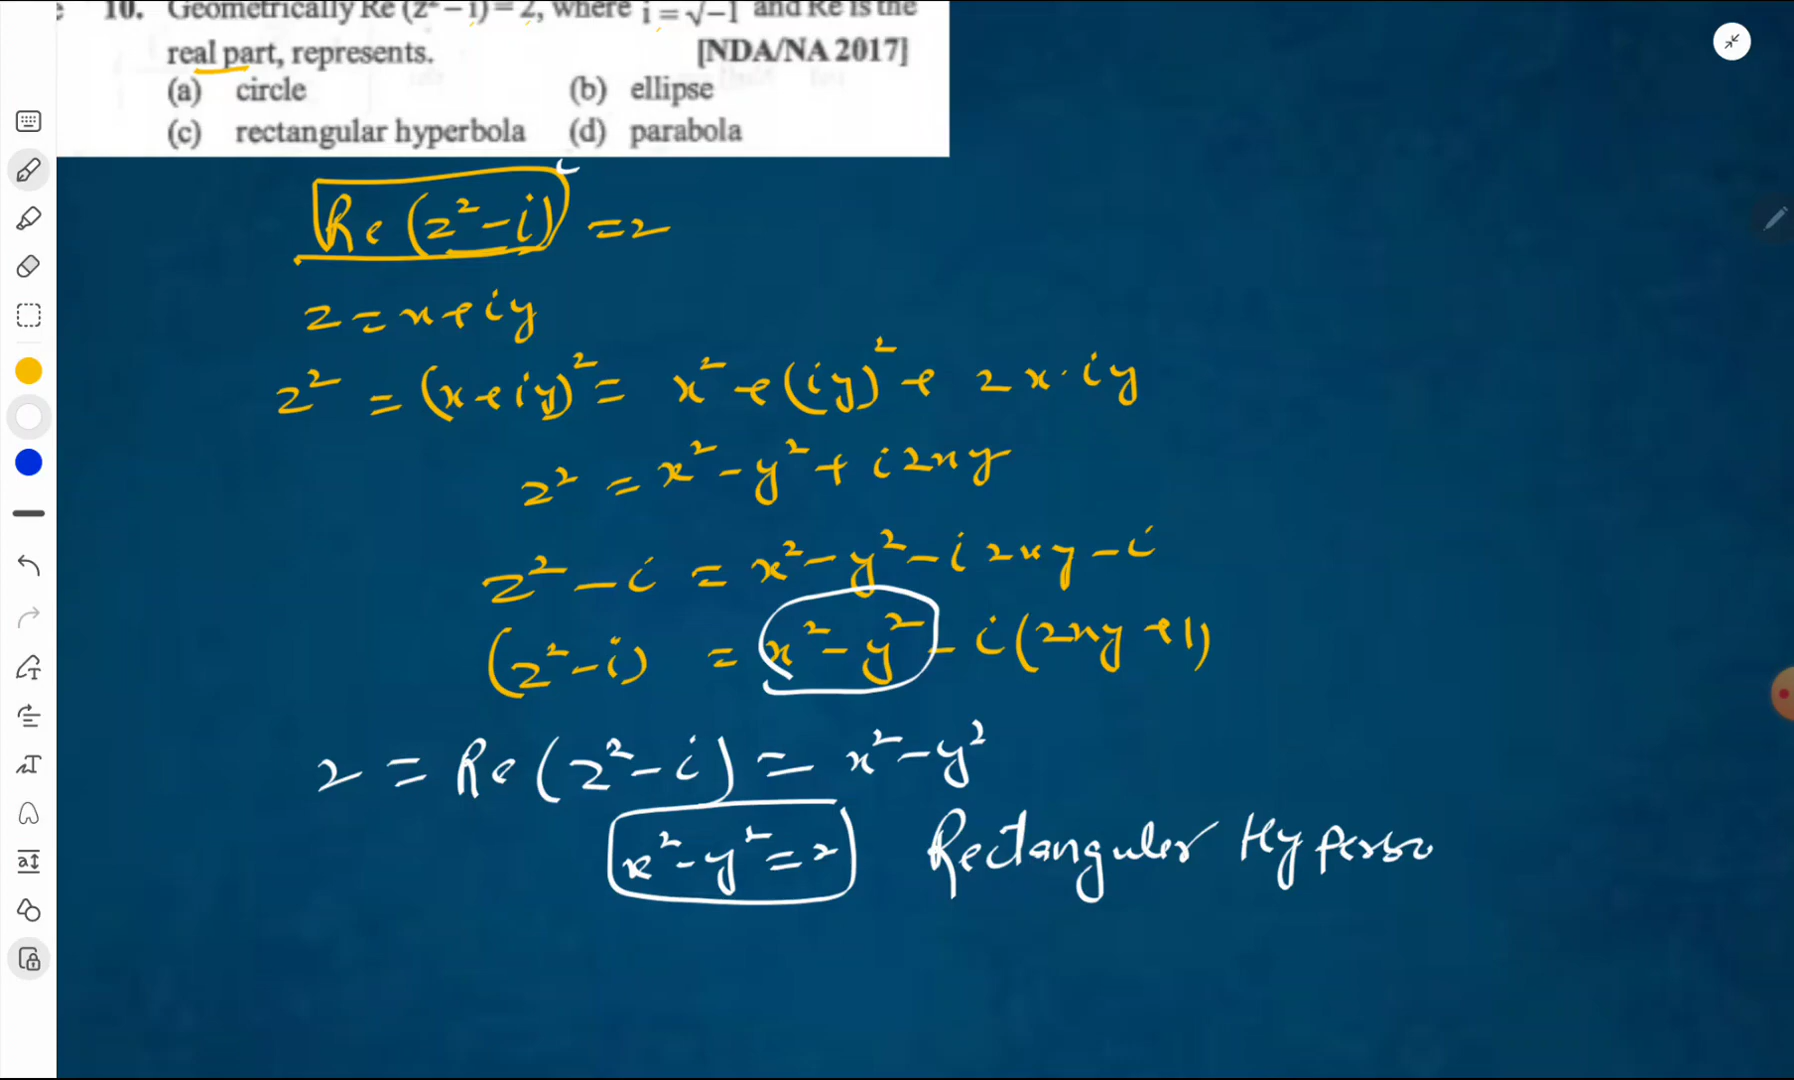 10. Geometrically Re (z² – i) = 2, where i = √–1 and Re is the
real part, represents. [NDA/NA 2017]
(a) circle (b) ellipse
(c) rectangular hyperbola (d) parabola
Re (z² – i) = 2
z = x + iy
z² = (x + iy)² = x² + (iy)² + 2x · iy
z² = x² – y² + i 2xy
z² – i = x² – y² – i 2xy – i
(z² – i) = x² – y² – i (2xy + 1)
2 = Re (z² – i) = x² – y²
x² – y² = 2 Rectanguler